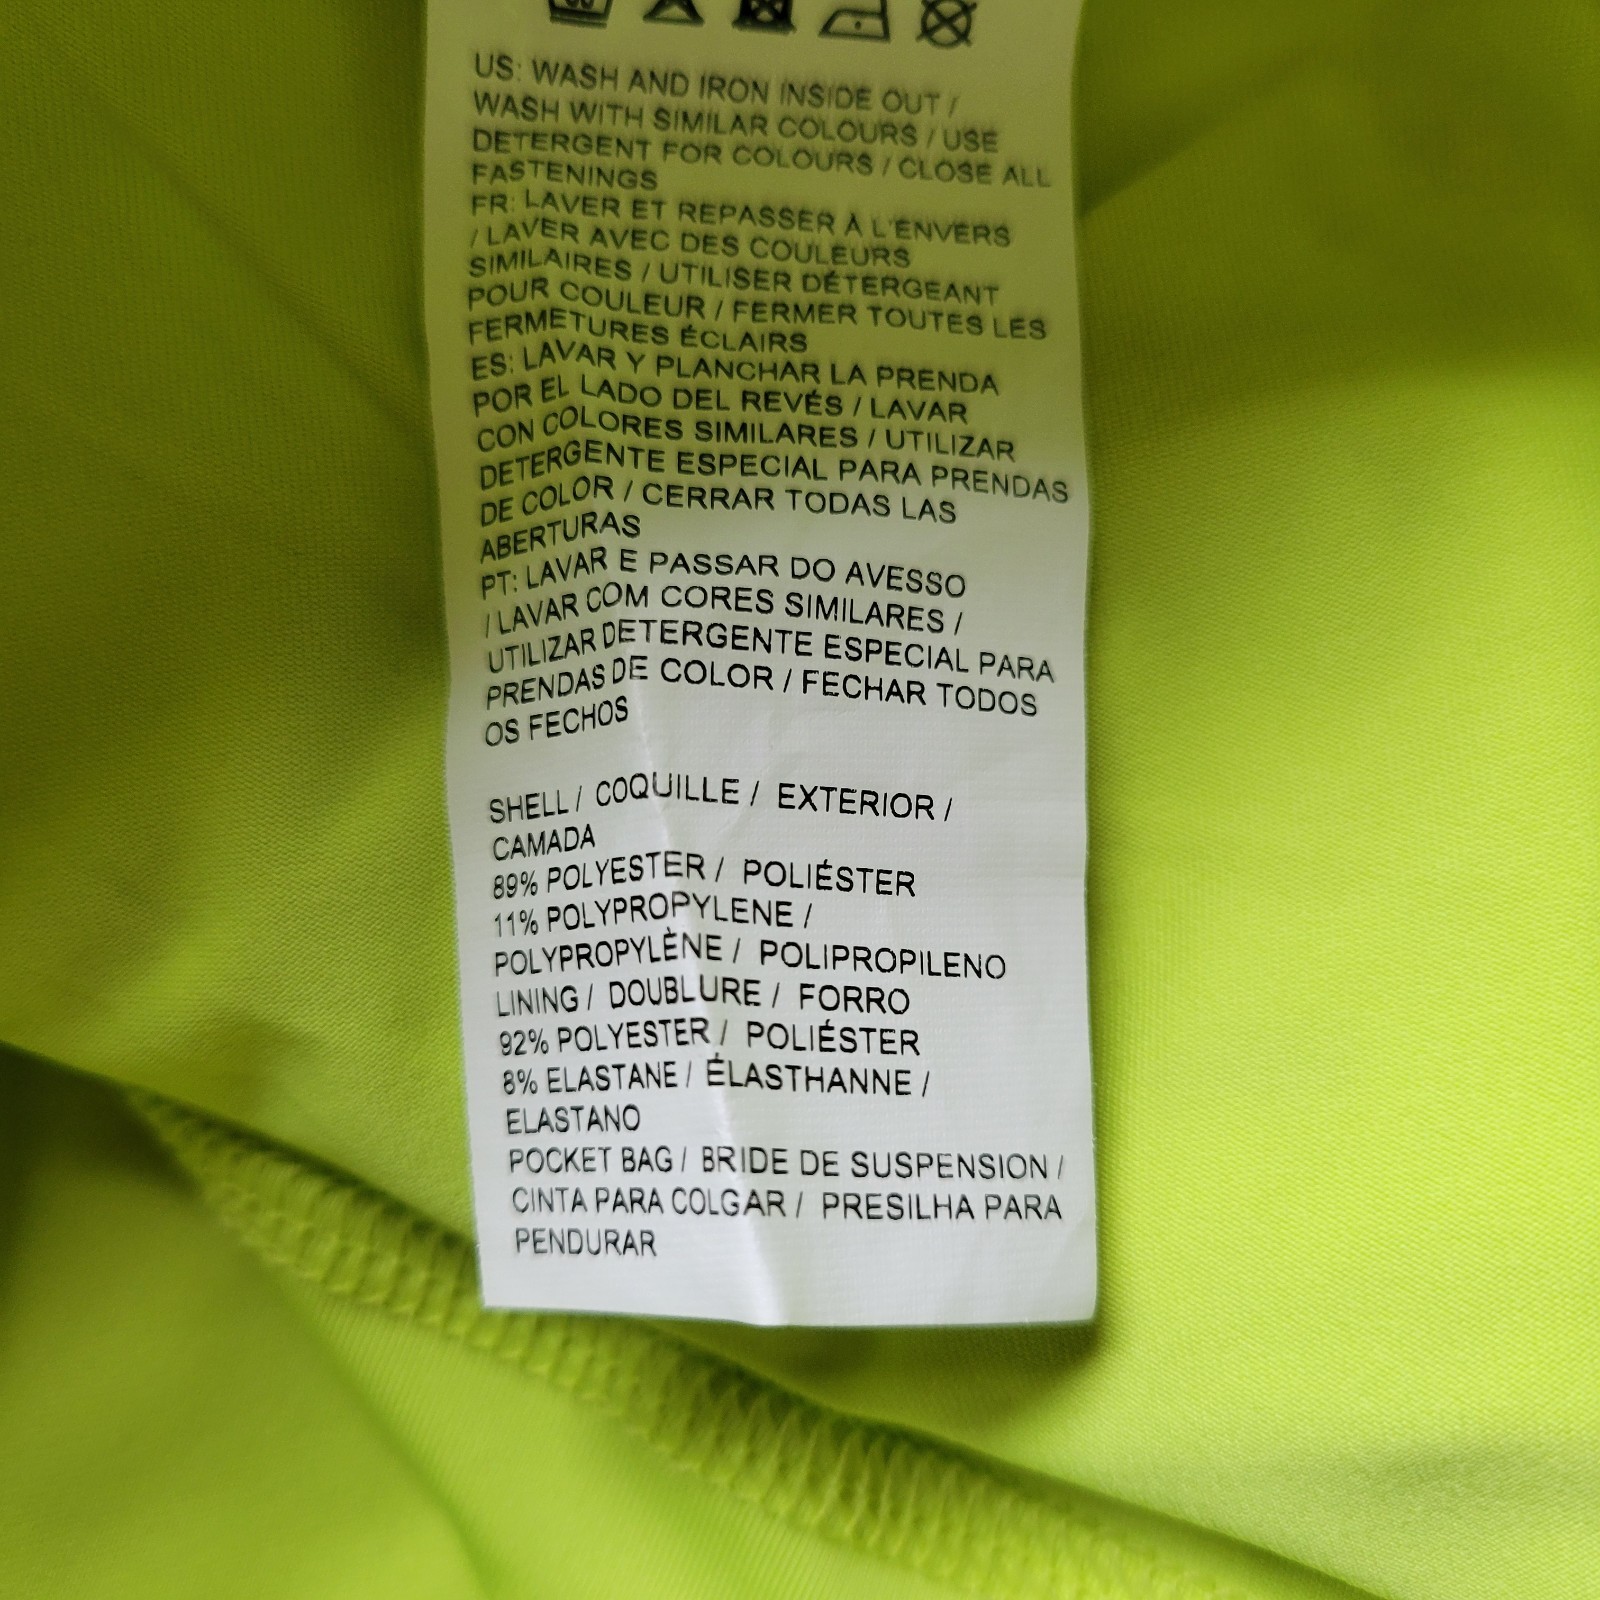 US: WASH AND IRON INSIDE OUT /
WASH WITH SIMILAR COLOURS / USE
DETERGENT FOR COLOURS / CLOSE ALL
FASTENINGS
FR: LAVER ET REPASSER À L'ENVERS
/ LAVER AVEC DES COULEURS
SIMILAIRES / UTILISER DÉTERGEANT
POUR COULEUR / FERMER TOUTES LES
FERMETURES ÉCLAIRS
ES: LAVAR Y PLANCHAR LA PRENDA
POR EL LADO DEL REVÉS / LAVAR
CON COLORES SIMILARES / UTILIZAR
DETERGENTE ESPECIAL PARA PRENDAS
DE COLOR / CERRAR TODAS LAS
ABERTURAS
PT: LAVAR E PASSAR DO AVESSO
/ LAVAR COM CORES SIMILARES /
UTILIZAR DETERGENTE ESPECIAL PARA
PRENDAS DE COLOR / FECHAR TODOS
OS FECHOS
SHELL / COQUILLE / EXTERIOR /
CAMADA
89% POLYESTER / POLIÉSTER
11% POLYPROPYLENE /
POLYPROPYLÈNE / POLIPROPILENO
LINING / DOUBLURE / FORRO
92% POLYESTER / POLIÉSTER
8% ELASTANE / ÉLASTHANNE /
ELASTANO
POCKET BAG / BRIDE DE SUSPENSION /
CINTA PARA COLGAR / PRESILHA PARA
PENDURAR